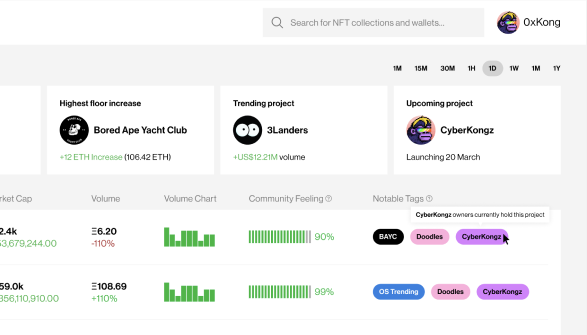 Search for NFT collections and wallets...
0xKong
1M 15M 30M 1H 1D 1W 1M 1Y
Highest floor increase
Bored Ape Yacht Club
+12 ETH Increase (106.42 ETH)
Trending project
3Landers
+US$12.21M volume
Upcoming project
CyberKongz
Launching 20 March
rket Cap Volume Volume Chart Community Feeling Notable Tags
CyberKongz owners currently hold this project
2.4k Ξ6.20 90% BAYC Doodles CyberKongz
53,679,244.00 -110%
59.0k Ξ108.69 99% OS Trending Doodles CyberKongz
356,110,910.00 +110%